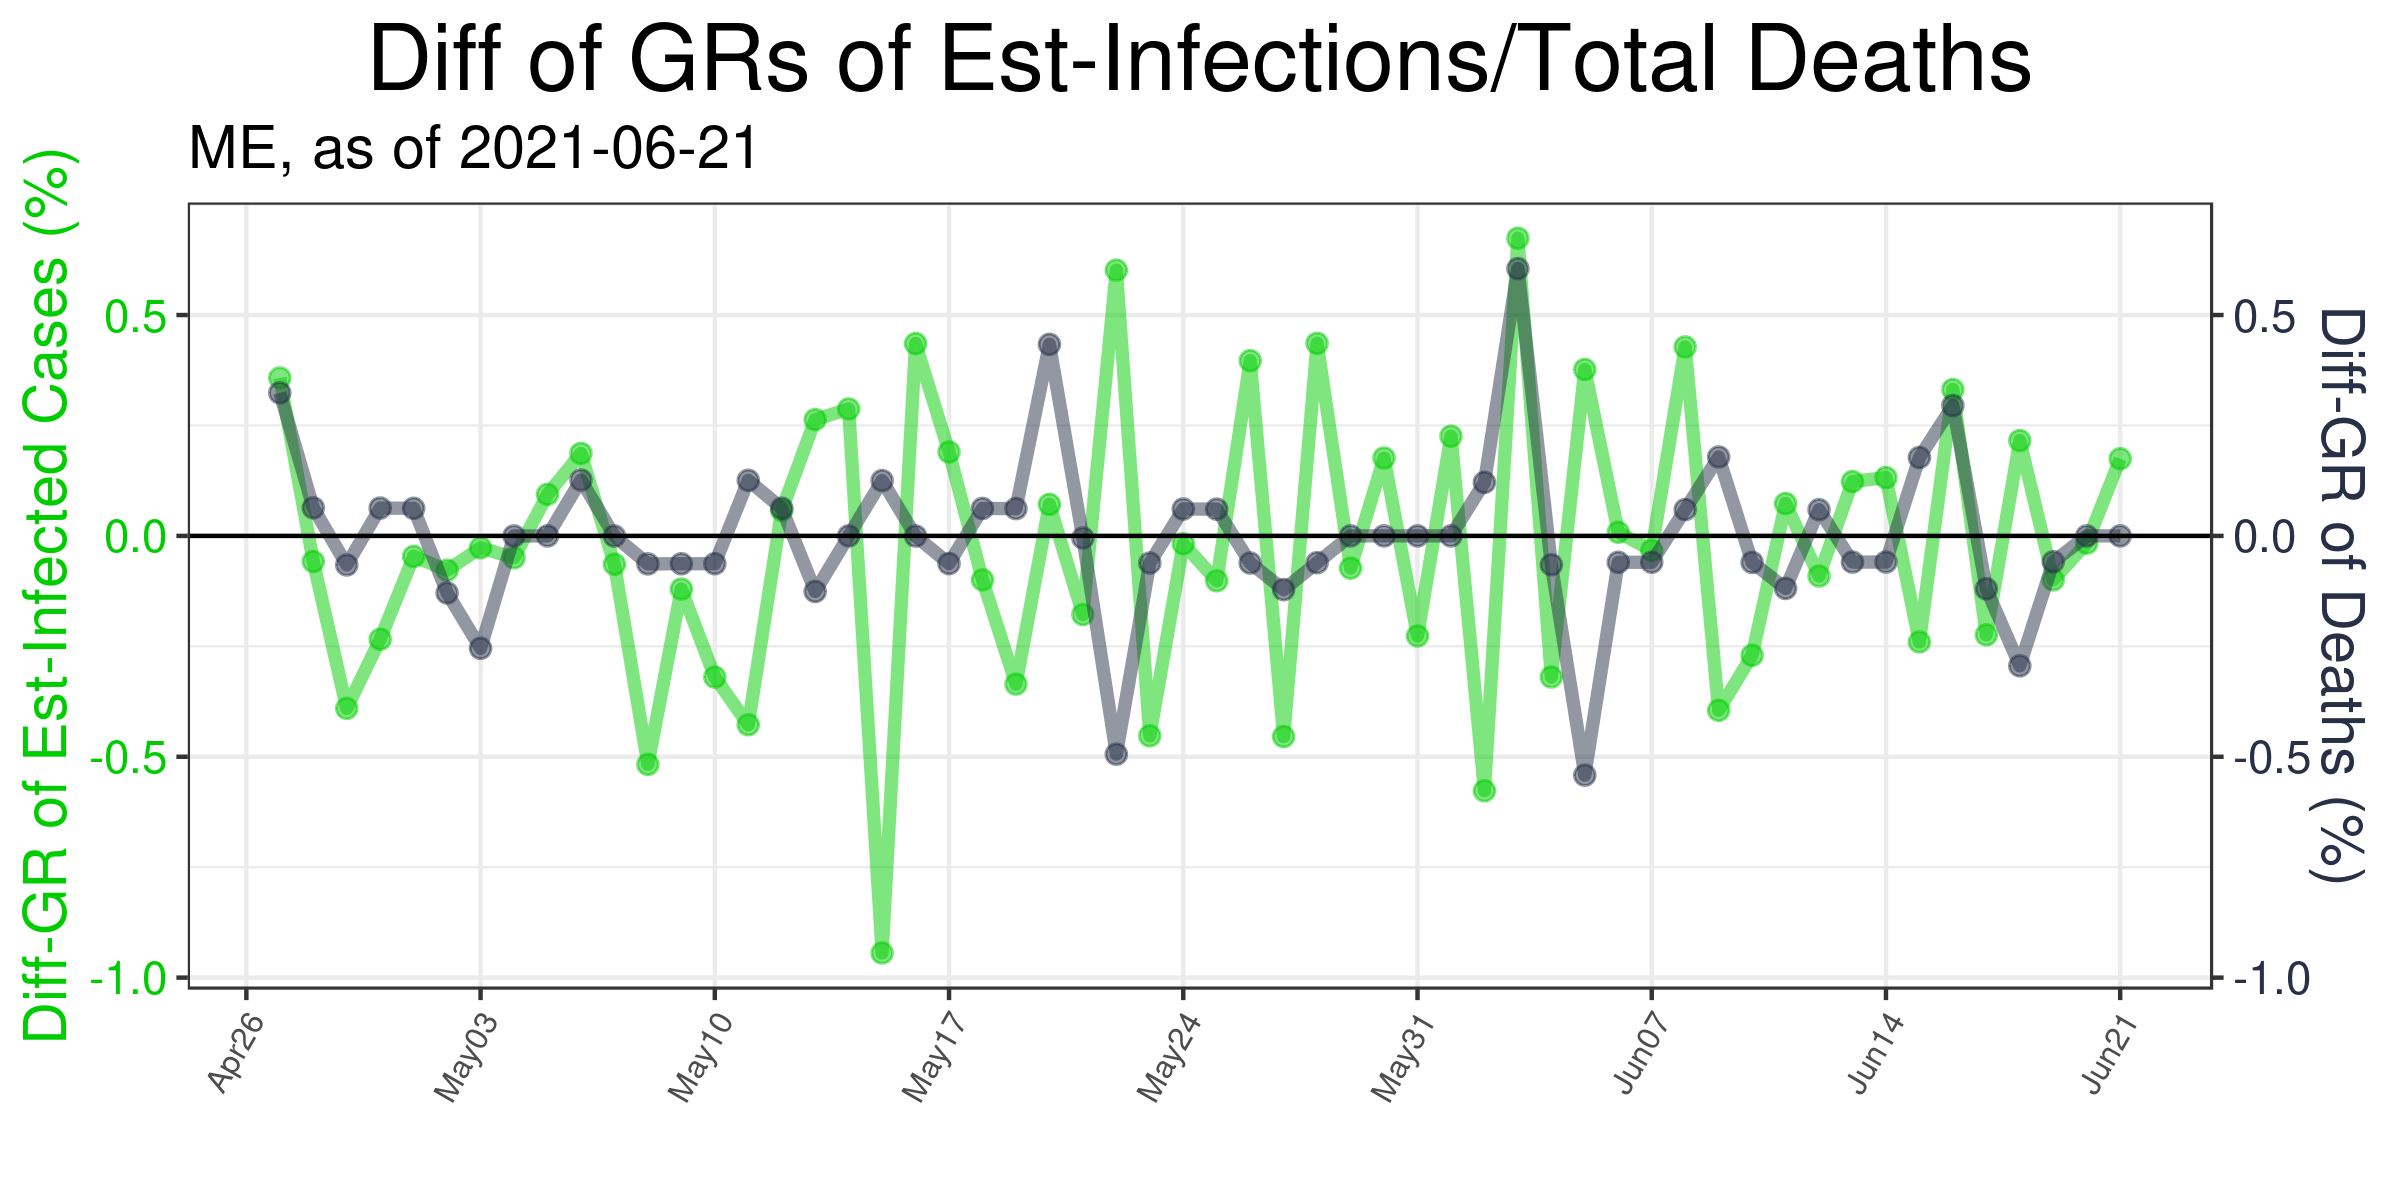 Diff of GRs of Est-Infections/Total Deaths
ME, as of 2021-06-21
Diff-GR of Est-Infected Cases (%)
0.5
0.0
-0.5
-1.0
0.5
0.0
-0.5
-1.0
Diff-GR of Deaths (%)
Apr26 May03 May10 May17 May24 May31 Jun07 Jun14 Jun21